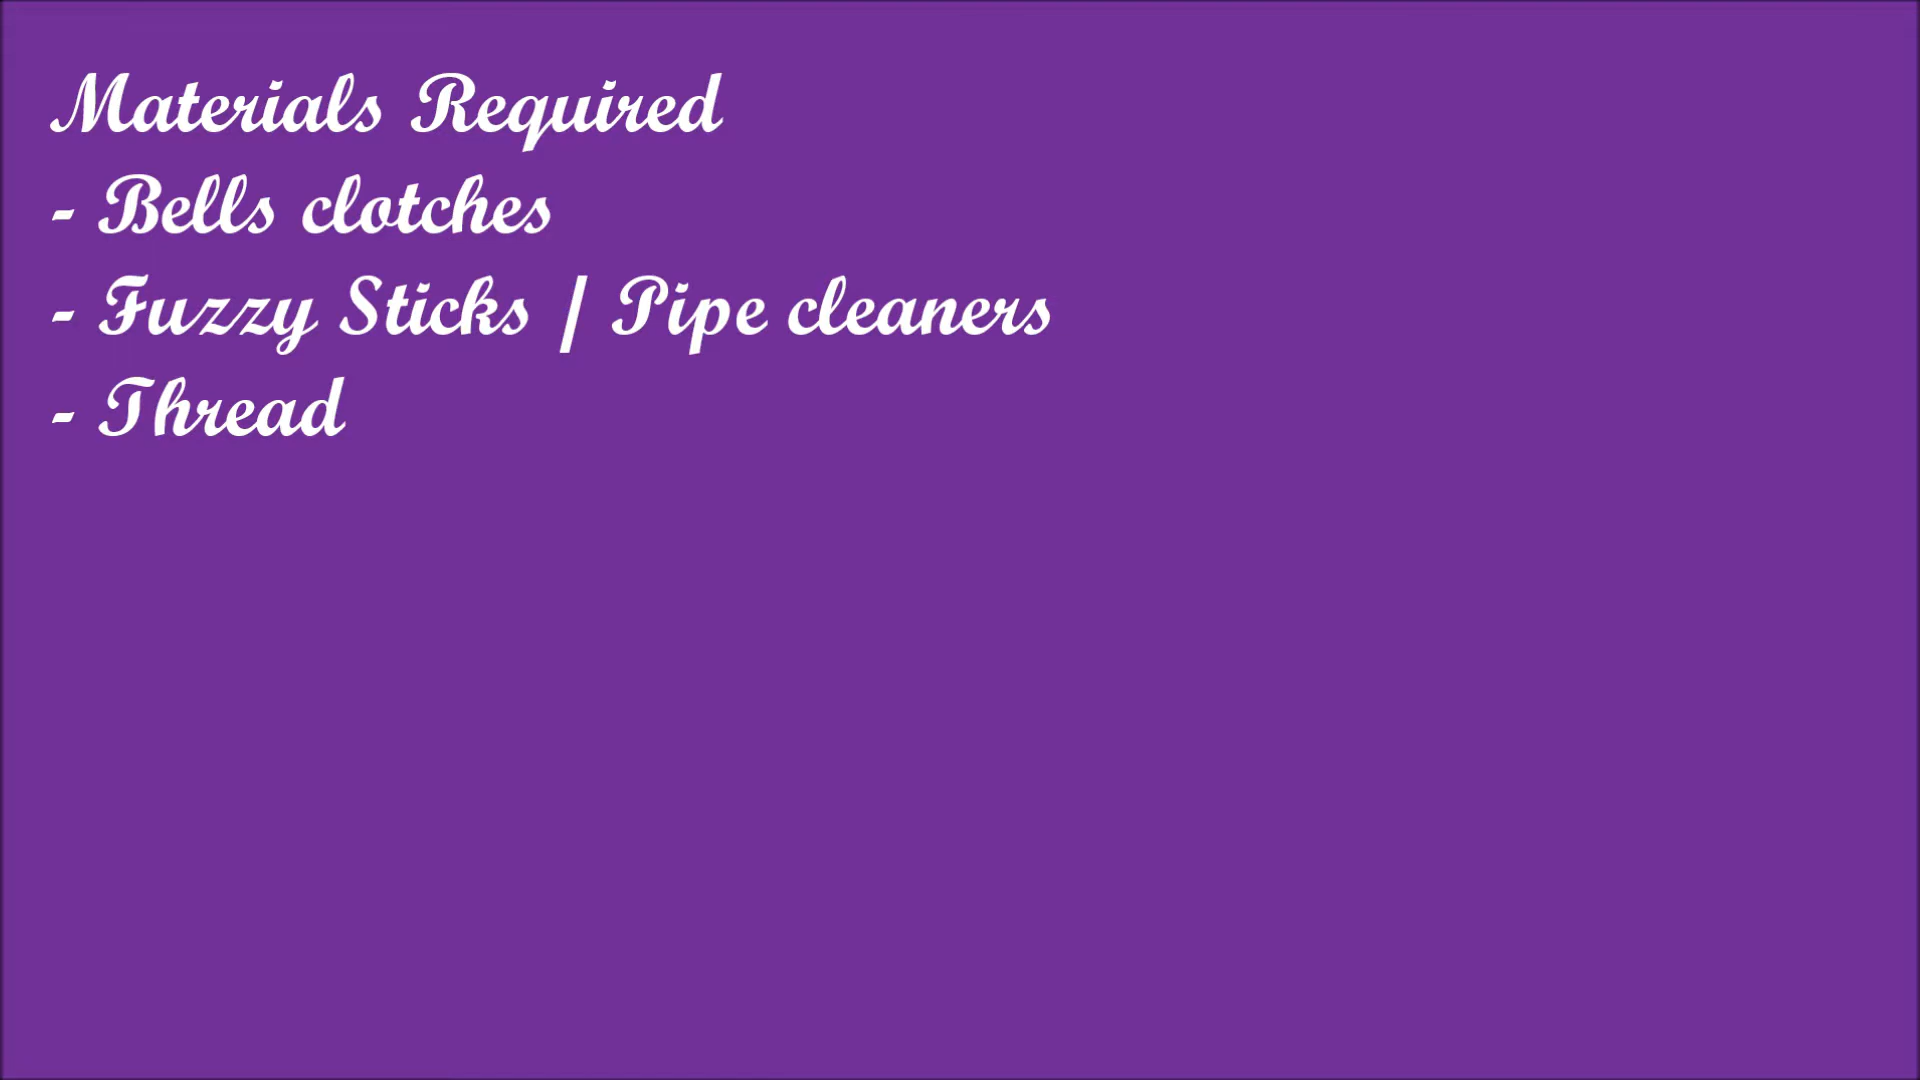 Materials Required
- Bells clotches
- Fuzzy Sticks / Pipe cleaners
- Thread